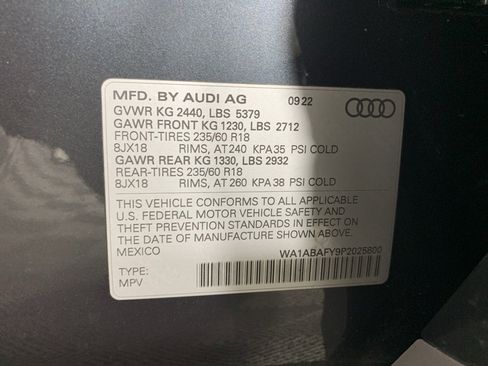 MFD. BY AUDI AG 09.22
GVWR KG 2440, LBS 5379
GAWR FRONT KG 1230, LBS 2712
FRONT-TIRES 235/60 R18
8JX18 RIMS, AT 240 KPA 35 PSI COLD
GAWR REAR KG 1330, LBS 2932
REAR-TIRES 235/60 R18
8JX18 RIMS, AT 260 KPA 38 PSI COLD
THIS VEHICLE CONFORMS TO ALL APPLICABLE
U.S. FEDERAL MOTOR VEHICLE SAFETY AND
THEFT PREVENTION STANDARDS IN EFFECT ON
THE DATE OF MANUFACTURE SHOWN ABOVE.
MEXICO WA1ABAFY9P2025800
TYPE:
MPV